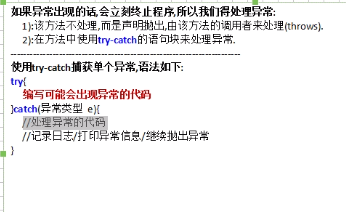 如果异常出现的话,会立刻终止程序,所以我们得处理异常:
1):该方法不处理,而是声明抛出,由该方法的调用者来处理(throws).
2):在方法中使用try-catch的语句块来处理异常.
---------------------------------------------------------------
使用try-catch捕获单个异常,语法如下:
try{
编写可能会出现异常的代码
}catch(异常类型 e){
//处理异常的代码
//记录日志/打印异常信息/继续抛出异常
}